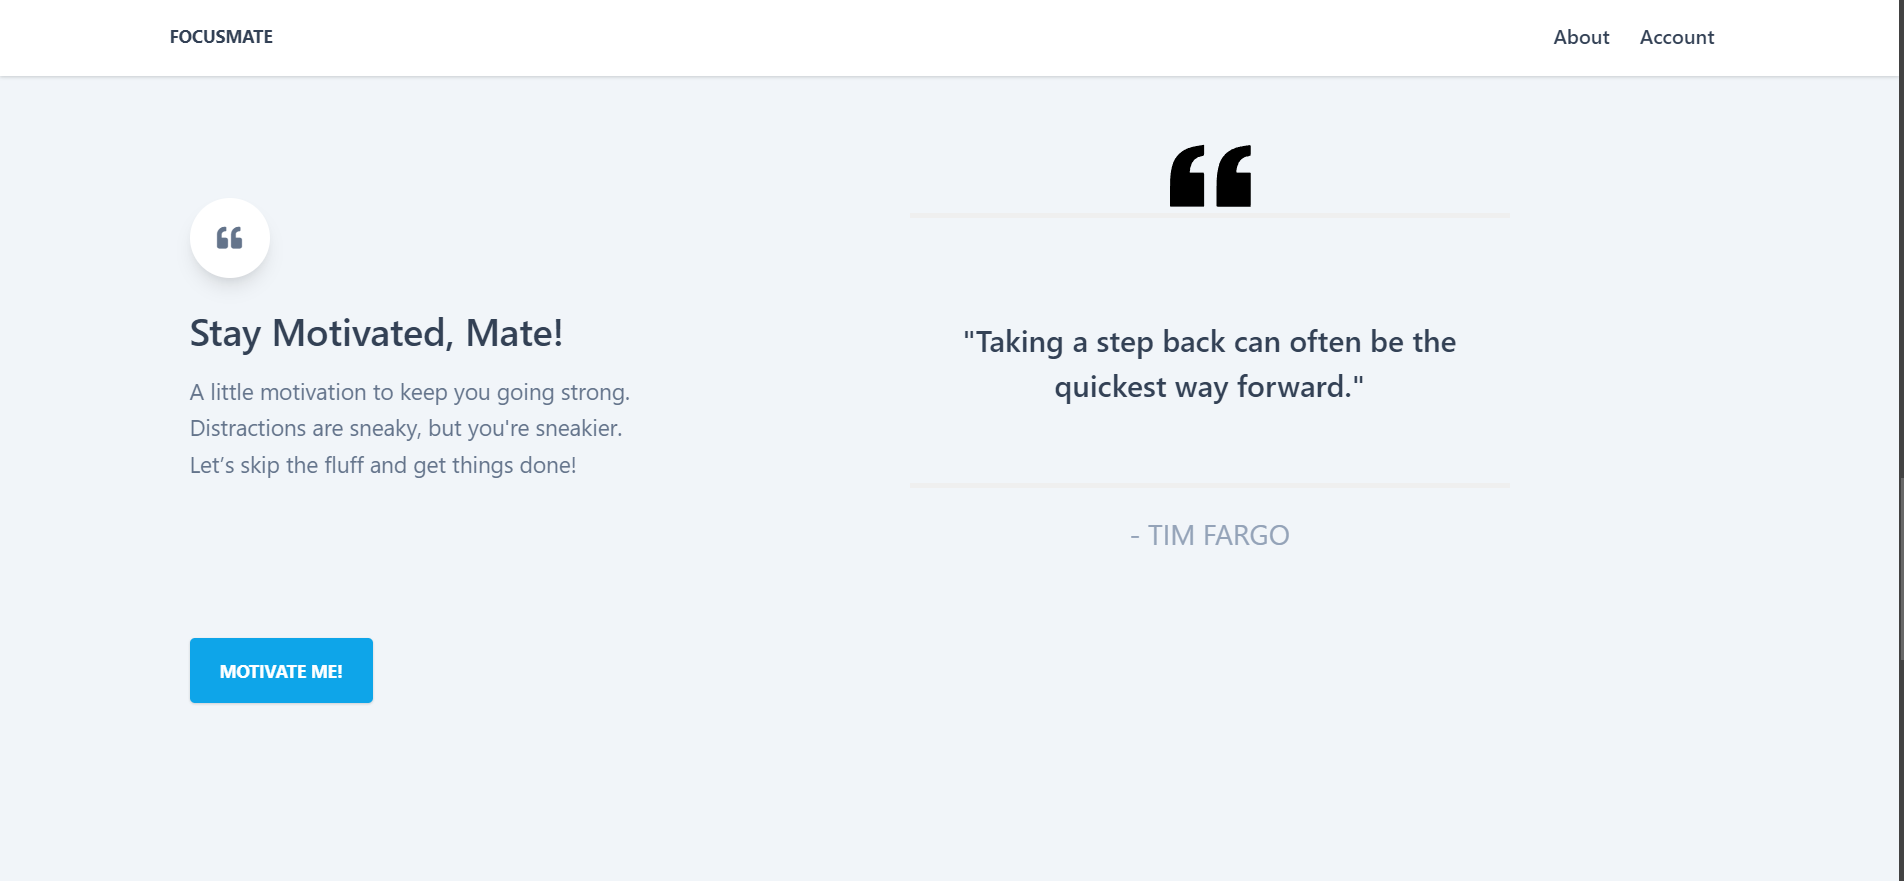 FOCUSMATE
About
Account
Stay Motivated, Mate!
A little motivation to keep you going strong.
Distractions are sneaky, but you're sneakier.
Let’s skip the fluff and get things done!
MOTIVATE ME!
"Taking a step back can often be the
quickest way forward."
- TIM FARGO